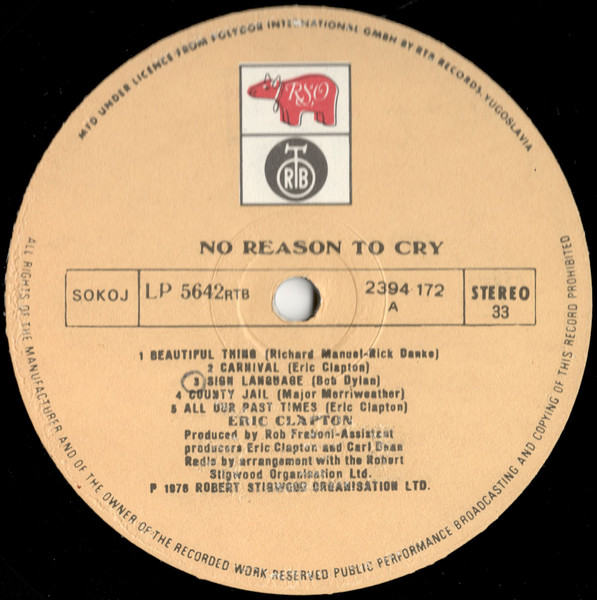 MFD UNDER LICENCE FROM POLYDOR INTERNATIONAL GMBH BY RTB RECORDS, YUGOSLAVIA
RSO
RTB
NO REASON TO CRY
SOKOJ
LP 5642RTB
2394 172
A
STEREO
33
1 BEAUTIFUL THING (Richard Manuel-Rick Danko)
2 CARNIVAL (Eric Clapton)
3 SIGN LANGUAGE (Bob Dylan)
4 COUNTY JAIL (Major Merriweather)
5 ALL OUR PAST TIMES (Eric Clapton)
ERIC CLAPTON
Produced by Rob Fraboni-Assistent
producers Eric Clapton and Carl Dean
Redle by arrangement with the Robert
Stigwood Organisation Ltd.
P 1976 ROBERT STIGWOOD ORGANISATION LTD.
ALL RIGHTS OF THE MANUFACTURER AND OF THE OWNER OF THE RECORDED WORK RESERVED PUBLIC PERFORMANCE BROADCASTING AND COPYING OF THIS RECORD PROHIBITED